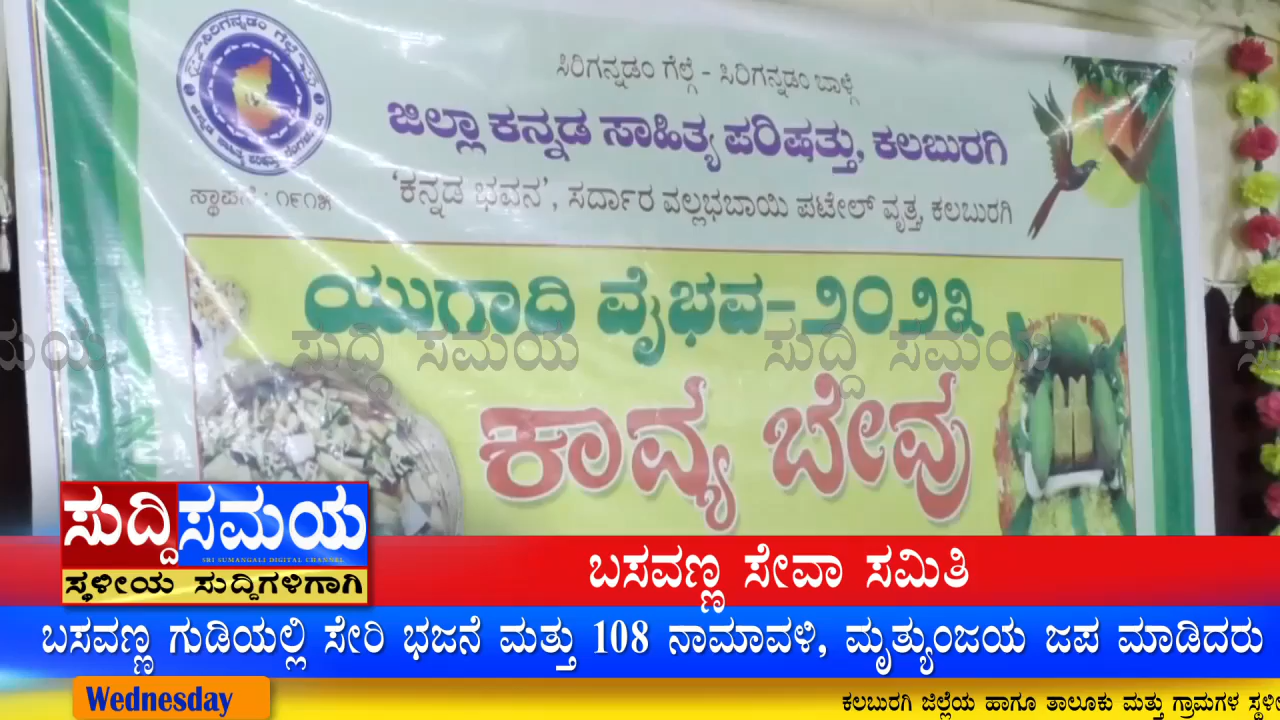 ಸಿರಿಗನ್ನಡಂ ಗೆಲ್ಗೆ - ಸಿರಿಗನ್ನಡಂ ಬಾಳ್ಗೆ
ಜಿಲ್ಲಾ ಕನ್ನಡ ಸಾಹಿತ್ಯ ಪರಿಷತ್ತು, ಕಲಬುರಗಿ
ಸ್ಥಾಪನೆ : ೧೯೧೫
'ಕನ್ನಡ ಭವನ', ಸರ್ದಾರ ವಲ್ಲಭಬಾಯಿ ಪಟೇಲ್ ವೃತ್ತ, ಕಲಬುರಗಿ
ಯುಗಾದಿ ವೈಭವ-೨೦೨೩
ಸುದ್ದಿ ಸಮಯ ಸುದ್ದಿ ಸಮಯ
ಕಾವ್ಯ ಬೇವು
ಸುದ್ದಿ ಸಮಯ
SRI SUMANGALI DIGITAL CHANNEL
ಸ್ಥಳೀಯ ಸುದ್ದಿಗಳಿಗಾಗಿ
ಬಸವಣ್ಣ ಸೇವಾ ಸಮಿತಿ
ಬಸವಣ್ಣ ಗುಡಿಯಲ್ಲಿ ಸೇರಿ ಭಜನೆ ಮತ್ತು 108 ನಾಮಾವಳಿ, ಮೃತ್ಯುಂಜಯ ಜಪ ಮಾಡಿದರು
Wednesday
ಕಲಬುರಗಿ ಜಿಲ್ಲೆಯ ಹಾಗೂ ತಾಲೂಕು ಮತ್ತು ಗ್ರಾಮಗಳ ಸ್ಥಳೀ